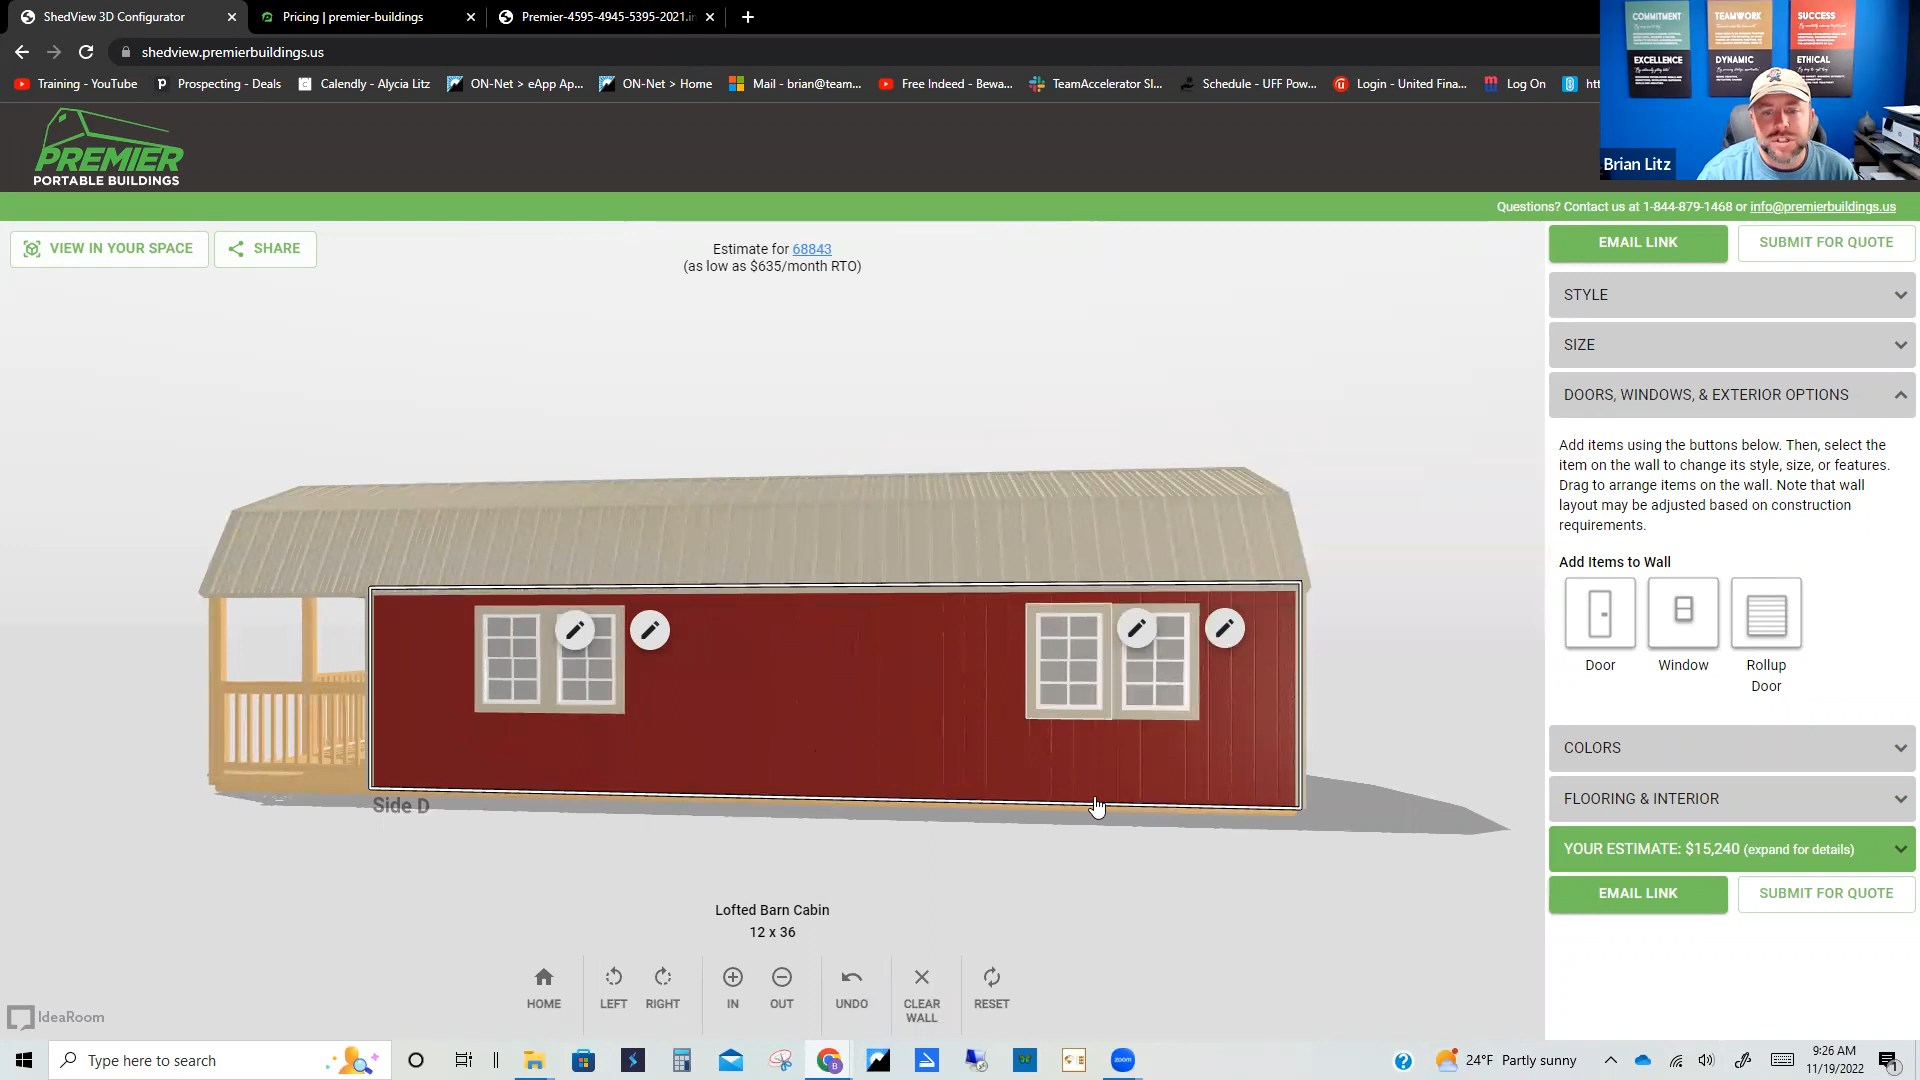 ShedView 3D Configurator
Pricing | premier-buildings
Premier-4595-4945-5395-2021.in
shedview.premierbuildings.us
Training - YouTube
Prospecting - Deals
Calendly - Alycia Litz
ON-Net > eApp Ap...
ON-Net > Home
Mail - brian@team...
Free Indeed - Bewa...
TeamAccelerator Sl...
Schedule - UFF Pow...
Login - United Fina...
Log On
htt
COMMITMENT
TEAMWORK
SUCCESS
EXCELLENCE
DYNAMIC
ETHICAL
Brian Litz
PREMIER
PORTABLE BUILDINGS
Questions? Contact us at 1-844-879-1468 or info@premierbuildings.us
VIEW IN YOUR SPACE
SHARE
Estimate for 68843
(as low as $635/month RTO)
EMAIL LINK
SUBMIT FOR QUOTE
STYLE
SIZE
DOORS, WINDOWS, & EXTERIOR OPTIONS
Add items using the buttons below. Then, select the
item on the wall to change its style, size, or features.
Drag to arrange items on the wall. Note that wall
layout may be adjusted based on construction
requirements.
Add Items to Wall
Door
Window
Rollup
Door
COLORS
FLOORING & INTERIOR
YOUR ESTIMATE: $15,240 (expand for details)
EMAIL LINK
SUBMIT FOR QUOTE
Side D
Lofted Barn Cabin
12 x 36
HOME
LEFT
RIGHT
IN
OUT
UNDO
CLEAR
WALL
RESET
IdeaRoom
Type here to search
zoom
24°F Partly sunny
9:26 AM
11/19/2022
1